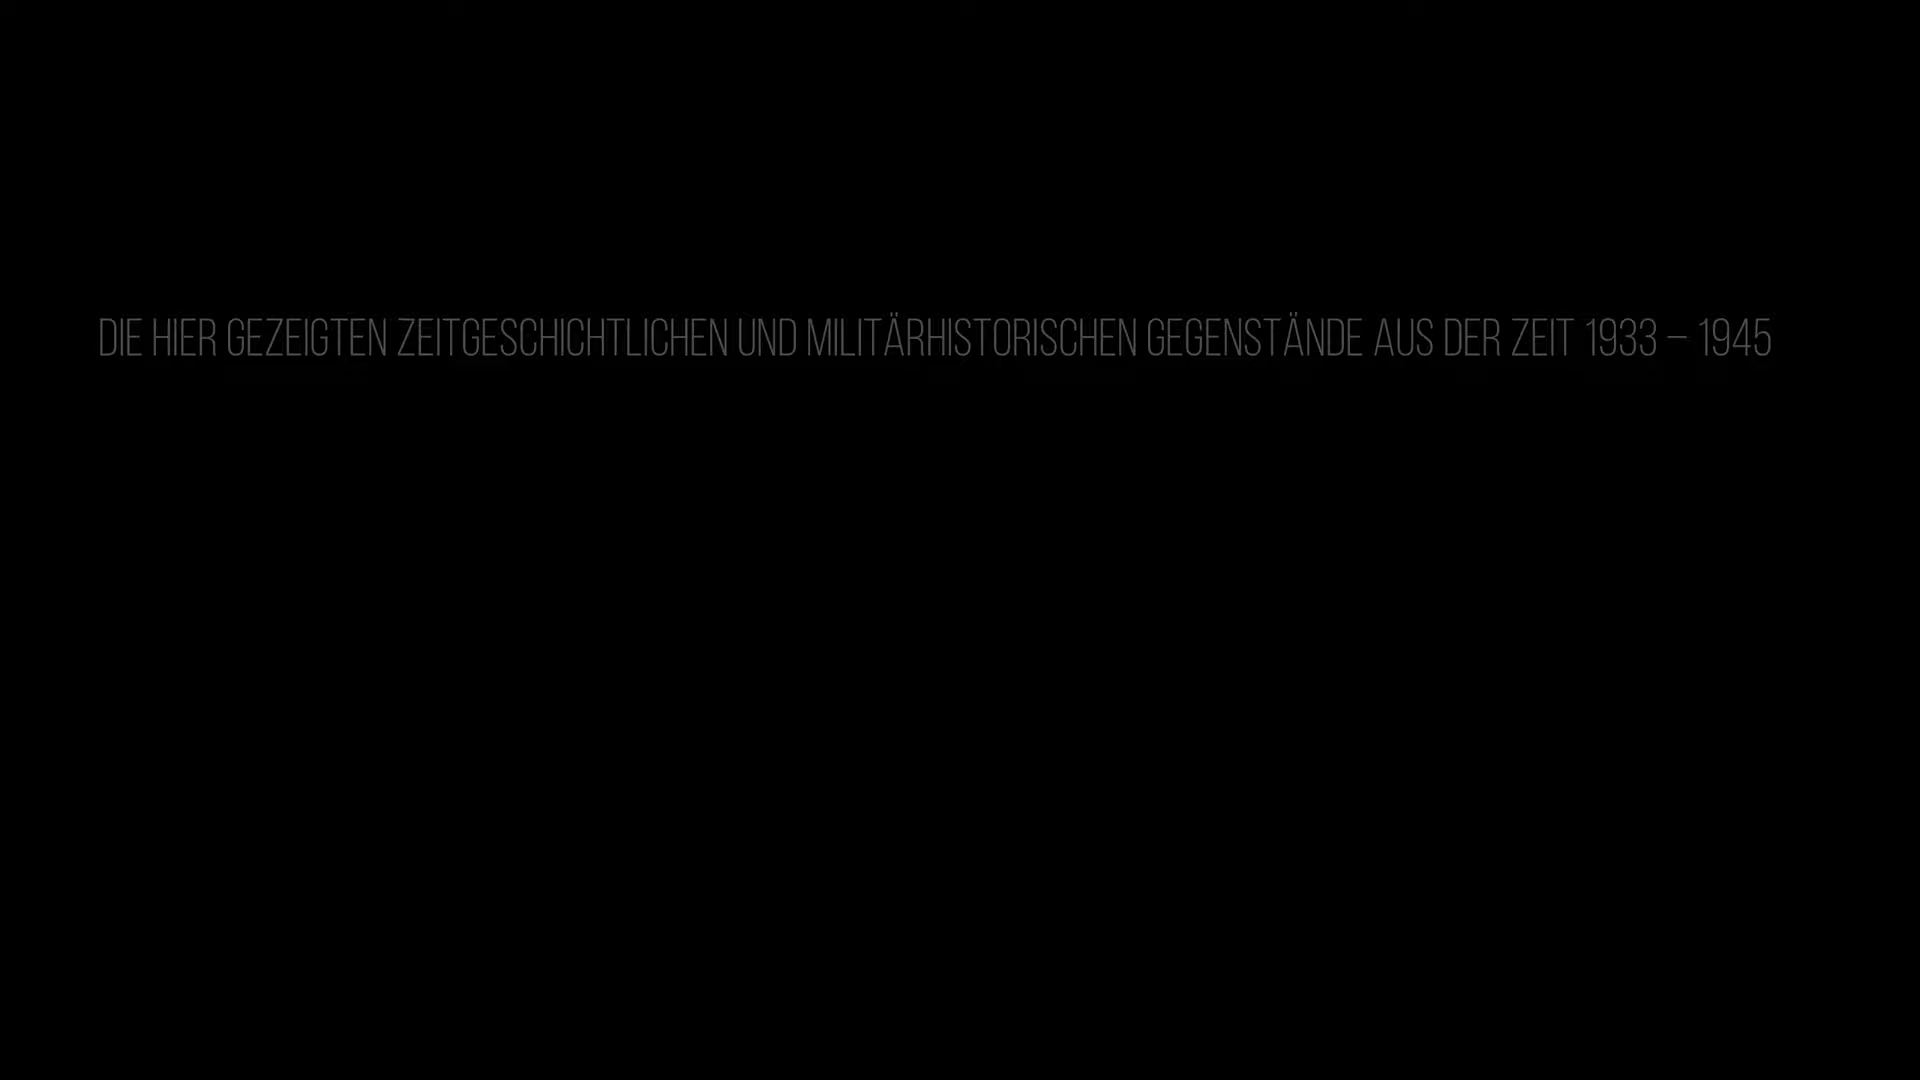 DIE HIER GEZEIGTEN ZEITGESCHICHTLICHEN UND MILITÄRHISTORISCHEN GEGENSTÄNDE AUS DER ZEIT 1933 – 1945